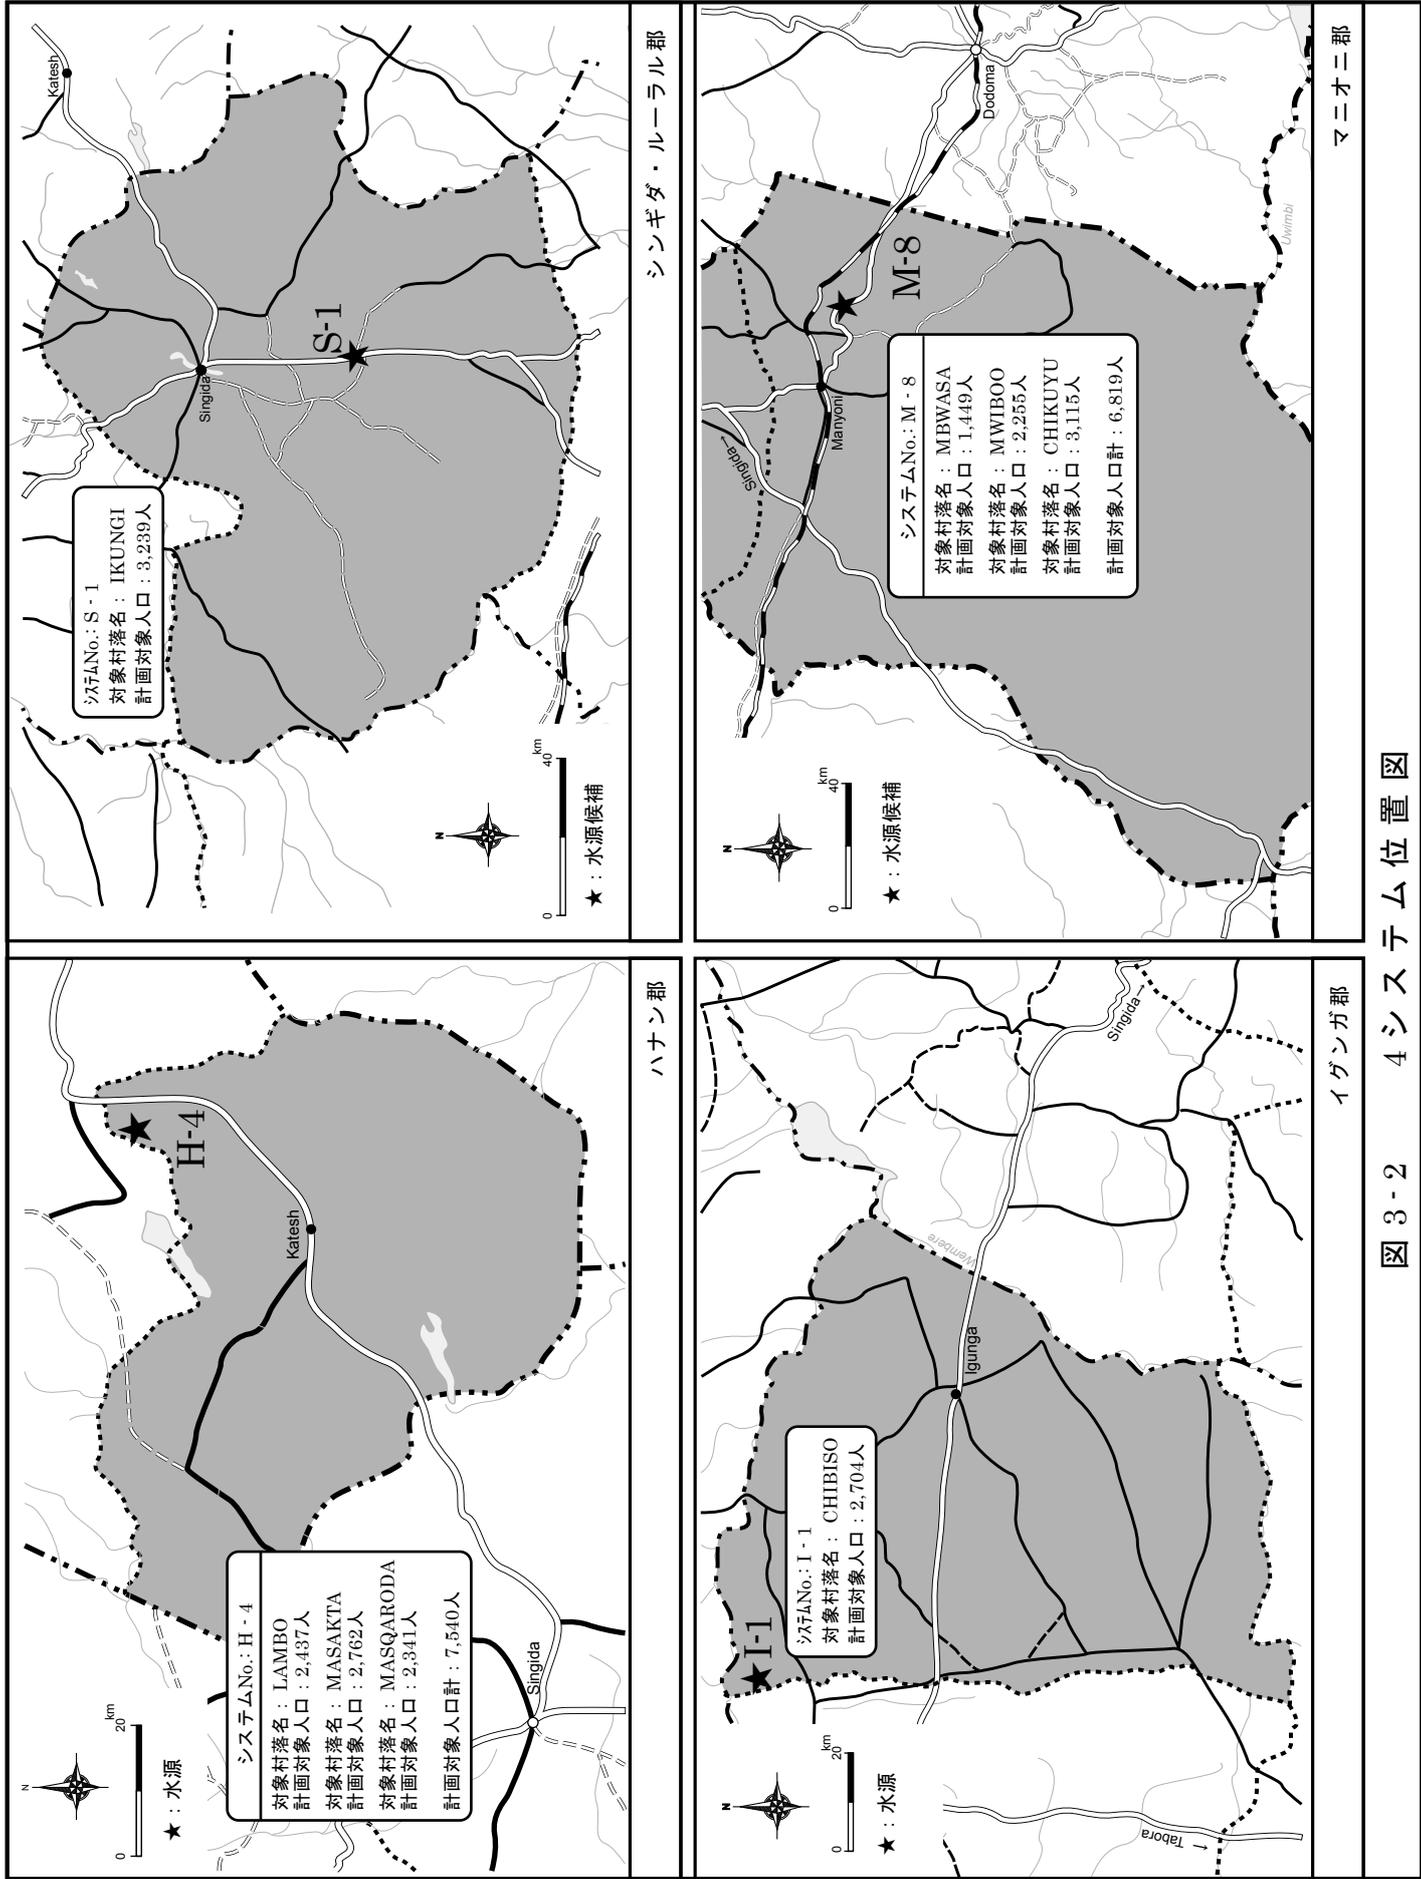 ハナン郡
N
0
20
km
★：水源
システムNo.: H - 4
対象村落名： LAMBO
計画対象人口：2,437人
対象村落名：MASAKTA
計画対象人口：2,762人
対象村落名：MASQARODA
計画対象人口：2,341人
計画対象人口計：7,540人
H-4
Katesh
Singida
シンギダ・ルーラル郡
N
0
40
km
★：水源候補
ｼｽﾃﾑNo.: S - 1
対象村落名： IKUNGI
計画対象人口：3,239人
S-1
Katesh
Singida
イグンガ郡
N
0
20
km
★：水源
ｼｽﾃﾑNo.: I - 1
対象村落名： CHIBISO
計画対象人口：2,704人
I-1
Igunga
Wembere
Singida→
← Tabora
マニオニ郡
N
0
40
km
★：水源候補
システムNo.: M - 8
対象村落名： MBWASA
計画対象人口：1,449人
対象村落名： MWIBOO
計画対象人口：2,255人
対象村落名： CHIKUYU
計画対象人口：3,115人
計画対象人口計：6,819人
M-8
Singida→
Manyoni
Dodoma
Uwimbi
図 3 - 2　4 システム位置図